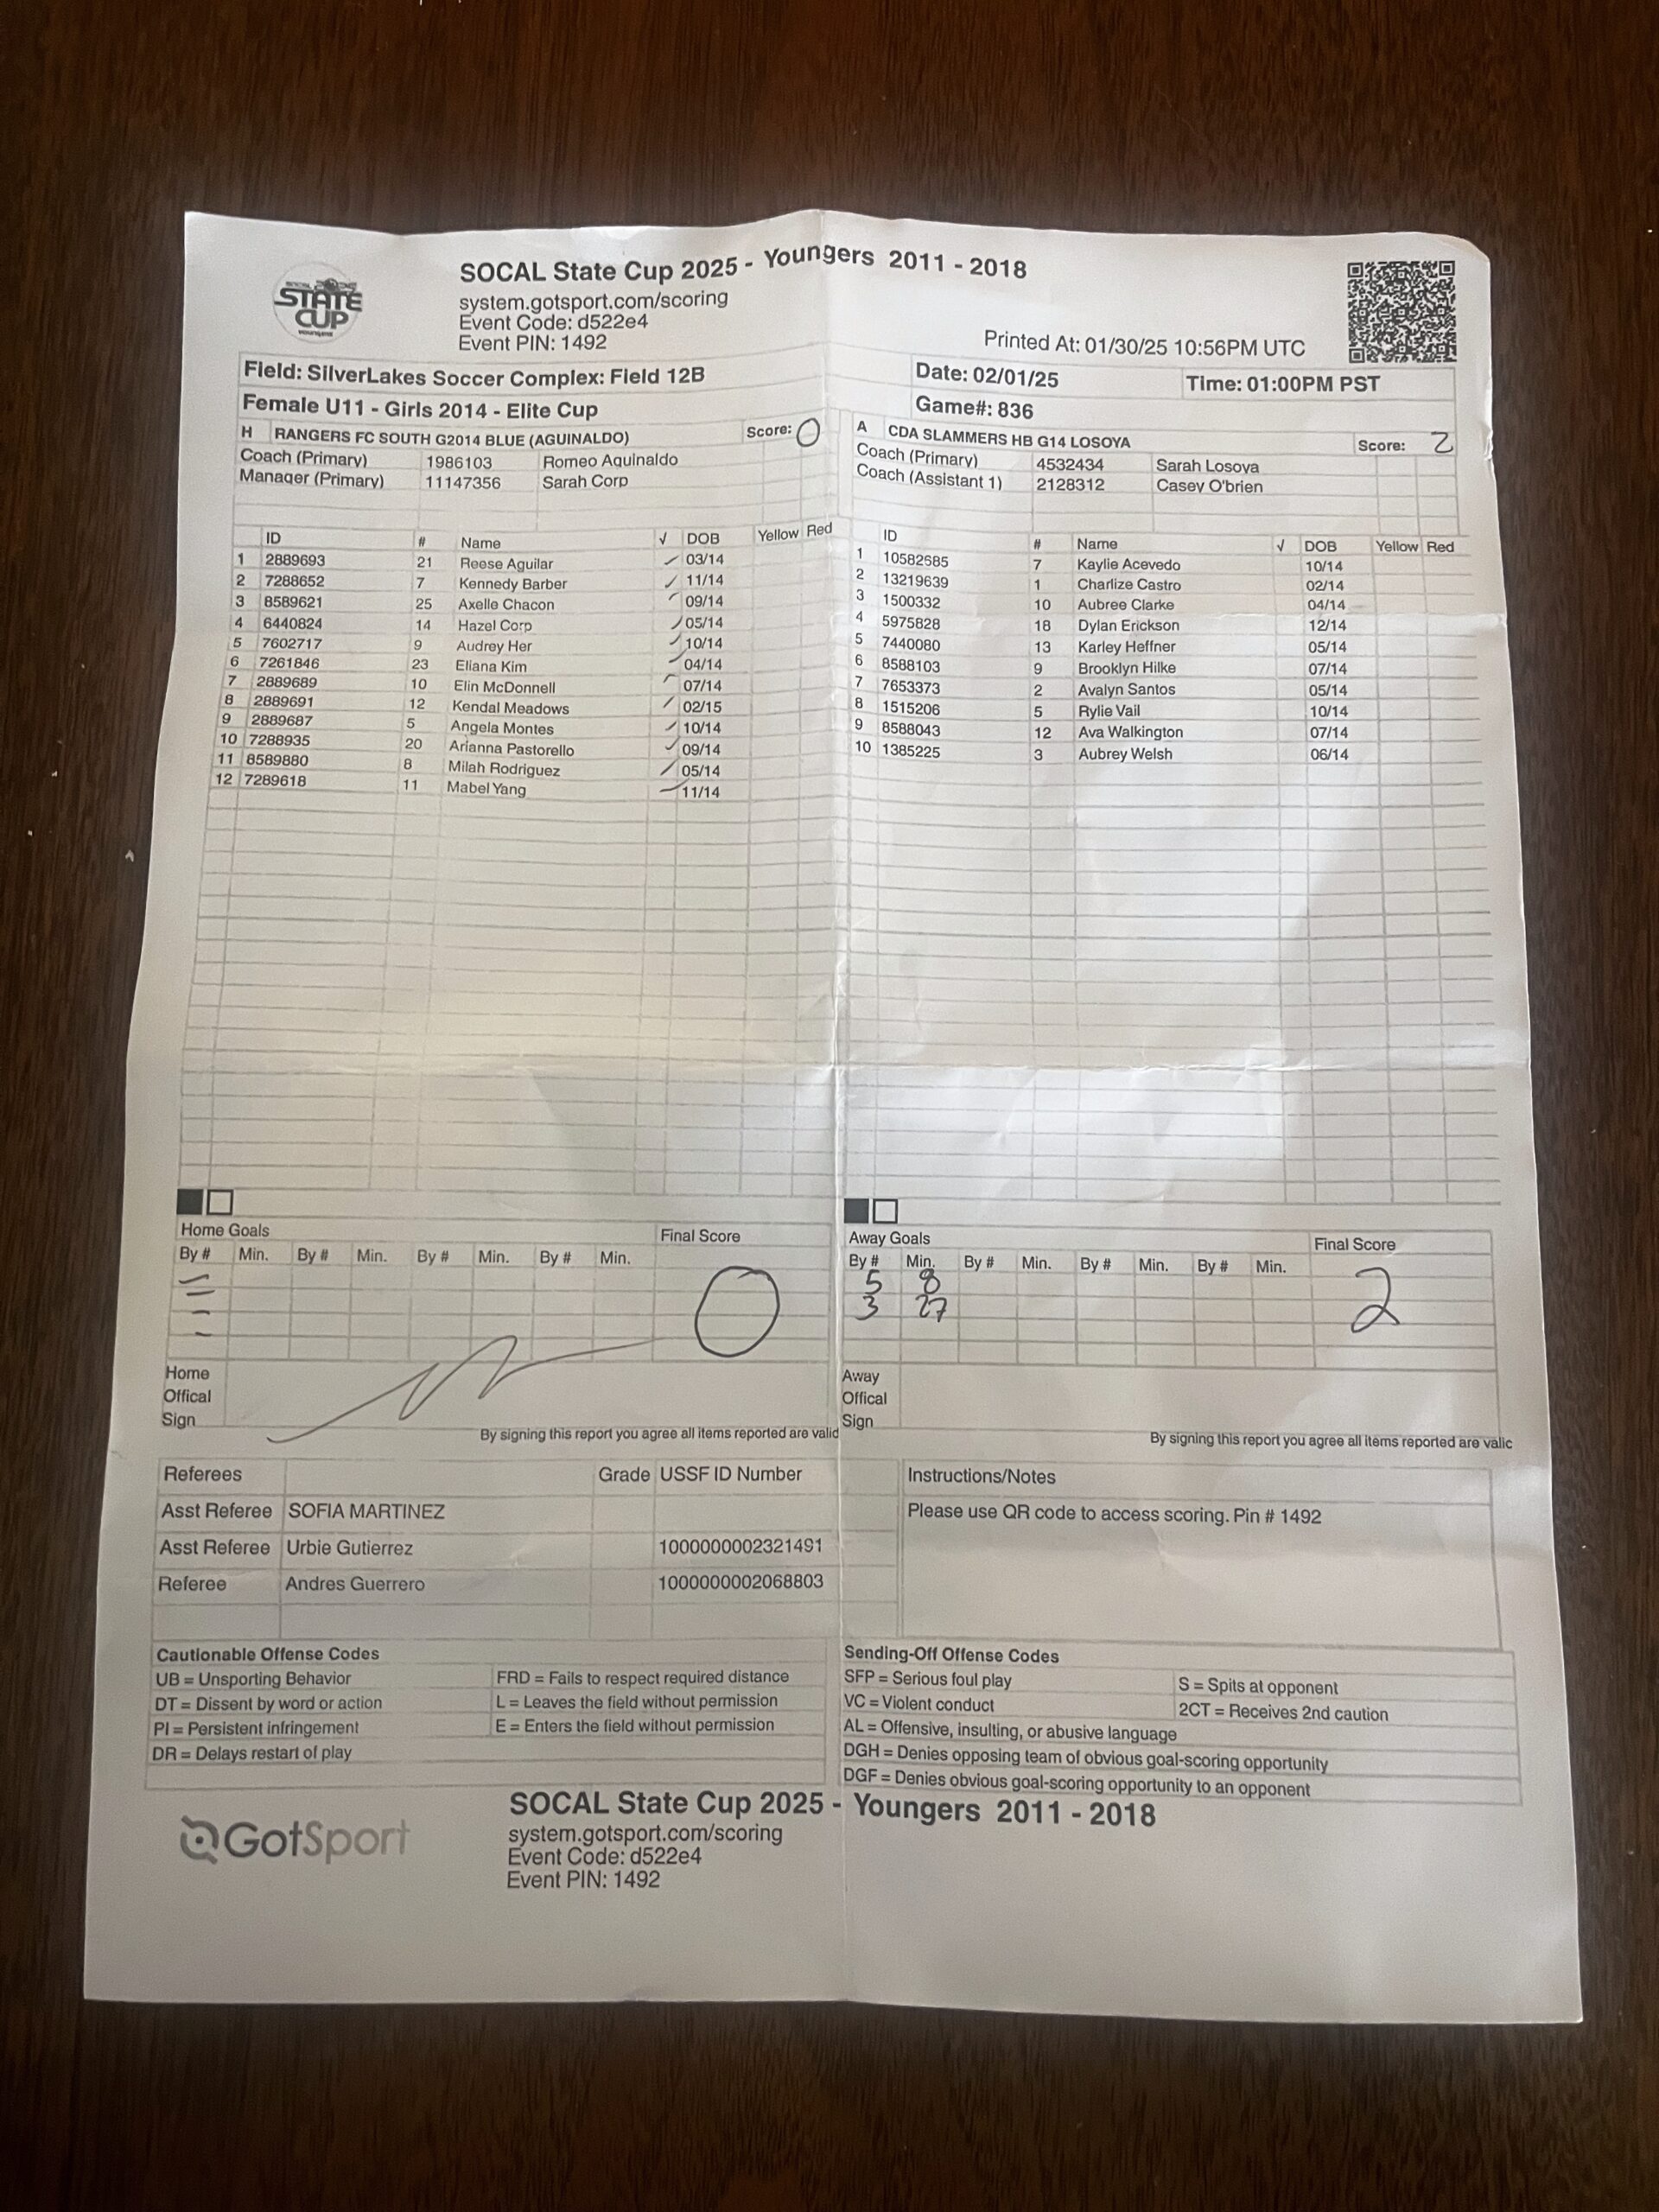 STATE
CUP
SOCAL State Cup 2025 - Youngers 2011 - 2018
system.gotsport.com/scoring
Event Code: d522e4
Event PIN: 1492
Printed At: 01/30/25 10:56PM UTC
Field: SilverLakes Soccer Complex: Field 12B
Date: 02/01/25 Time: 01:00PM PST
Female U11 - Girls 2014 - Elite Cup
Game#: 836
H RANGERS FC SOUTH G2014 BLUE (AGUINALDO) Score: 0
Coach (Primary) 1986103 Romeo Aguinaldo
Manager (Primary) 11147356 Sarah Corp
ID # Name √ DOB Yellow Red
1 2889693 21 Reese Aguilar 03/14
2 7288652 7 Kennedy Barber 11/14
3 8589621 25 Axelle Chacon 09/14
4 6440824 14 Hazel Corp 05/14
5 7602717 9 Audrey Her 10/14
6 7261846 23 Eliana Kim 04/14
7 2889689 10 Elin McDonnell 07/14
8 2889691 12 Kendal Meadows 02/15
9 2889687 5 Angela Montes 10/14
10 7288935 20 Arianna Pastorello 09/14
11 8589880 8 Milah Rodriguez 05/14
12 7289618 11 Mabel Yang 11/14
A CDA SLAMMERS HB G14 LOSOYA Score: 2
Coach (Primary) 4532434 Sarah Losoya
Coach (Assistant 1) 2128312 Casey O'brien
ID # Name √ DOB Yellow Red
1 10582685 7 Kaylie Acevedo 10/14
2 13219639 1 Charlize Castro 02/14
3 1500332 10 Aubree Clarke 04/14
4 5975828 18 Dylan Erickson 12/14
5 7440080 13 Karley Heffner 05/14
6 8588103 9 Brooklyn Hilke 07/14
7 7653373 2 Avalyn Santos 05/14
8 1515206 5 Rylie Vail 10/14
9 8588043 12 Ava Walkington 07/14
10 1385225 3 Aubrey Welsh 06/14
Home Goals Final Score
By # Min. By # Min. By # Min. By # Min.
0
Home
Offical
Sign
By signing this report you agree all items reported are valid
Away Goals Final Score
By # Min. By # Min. By # Min. By # Min.
5 8
3 27
2
Away
Offical
Sign
By signing this report you agree all items reported are valic
Referees Grade USSF ID Number
Asst Referee SOFIA MARTINEZ
Asst Referee Urbie Gutierrez 1000000002321491
Referee Andres Guerrero 1000000002068803
Instructions/Notes
Please use QR code to access scoring. Pin # 1492
Cautionable Offense Codes
UB = Unsporting Behavior FRD = Fails to respect required distance
DT = Dissent by word or action L = Leaves the field without permission
PI = Persistent infringement E = Enters the field without permission
DR = Delays restart of play
Sending-Off Offense Codes
SFP = Serious foul play S = Spits at opponent
VC = Violent conduct 2CT = Receives 2nd caution
AL = Offensive, insulting, or abusive language
DGH = Denies opposing team of obvious goal-scoring opportunity
DGF = Denies obvious goal-scoring opportunity to an opponent
GotSport
SOCAL State Cup 2025 - Youngers 2011 - 2018
system.gotsport.com/scoring
Event Code: d522e4
Event PIN: 1492